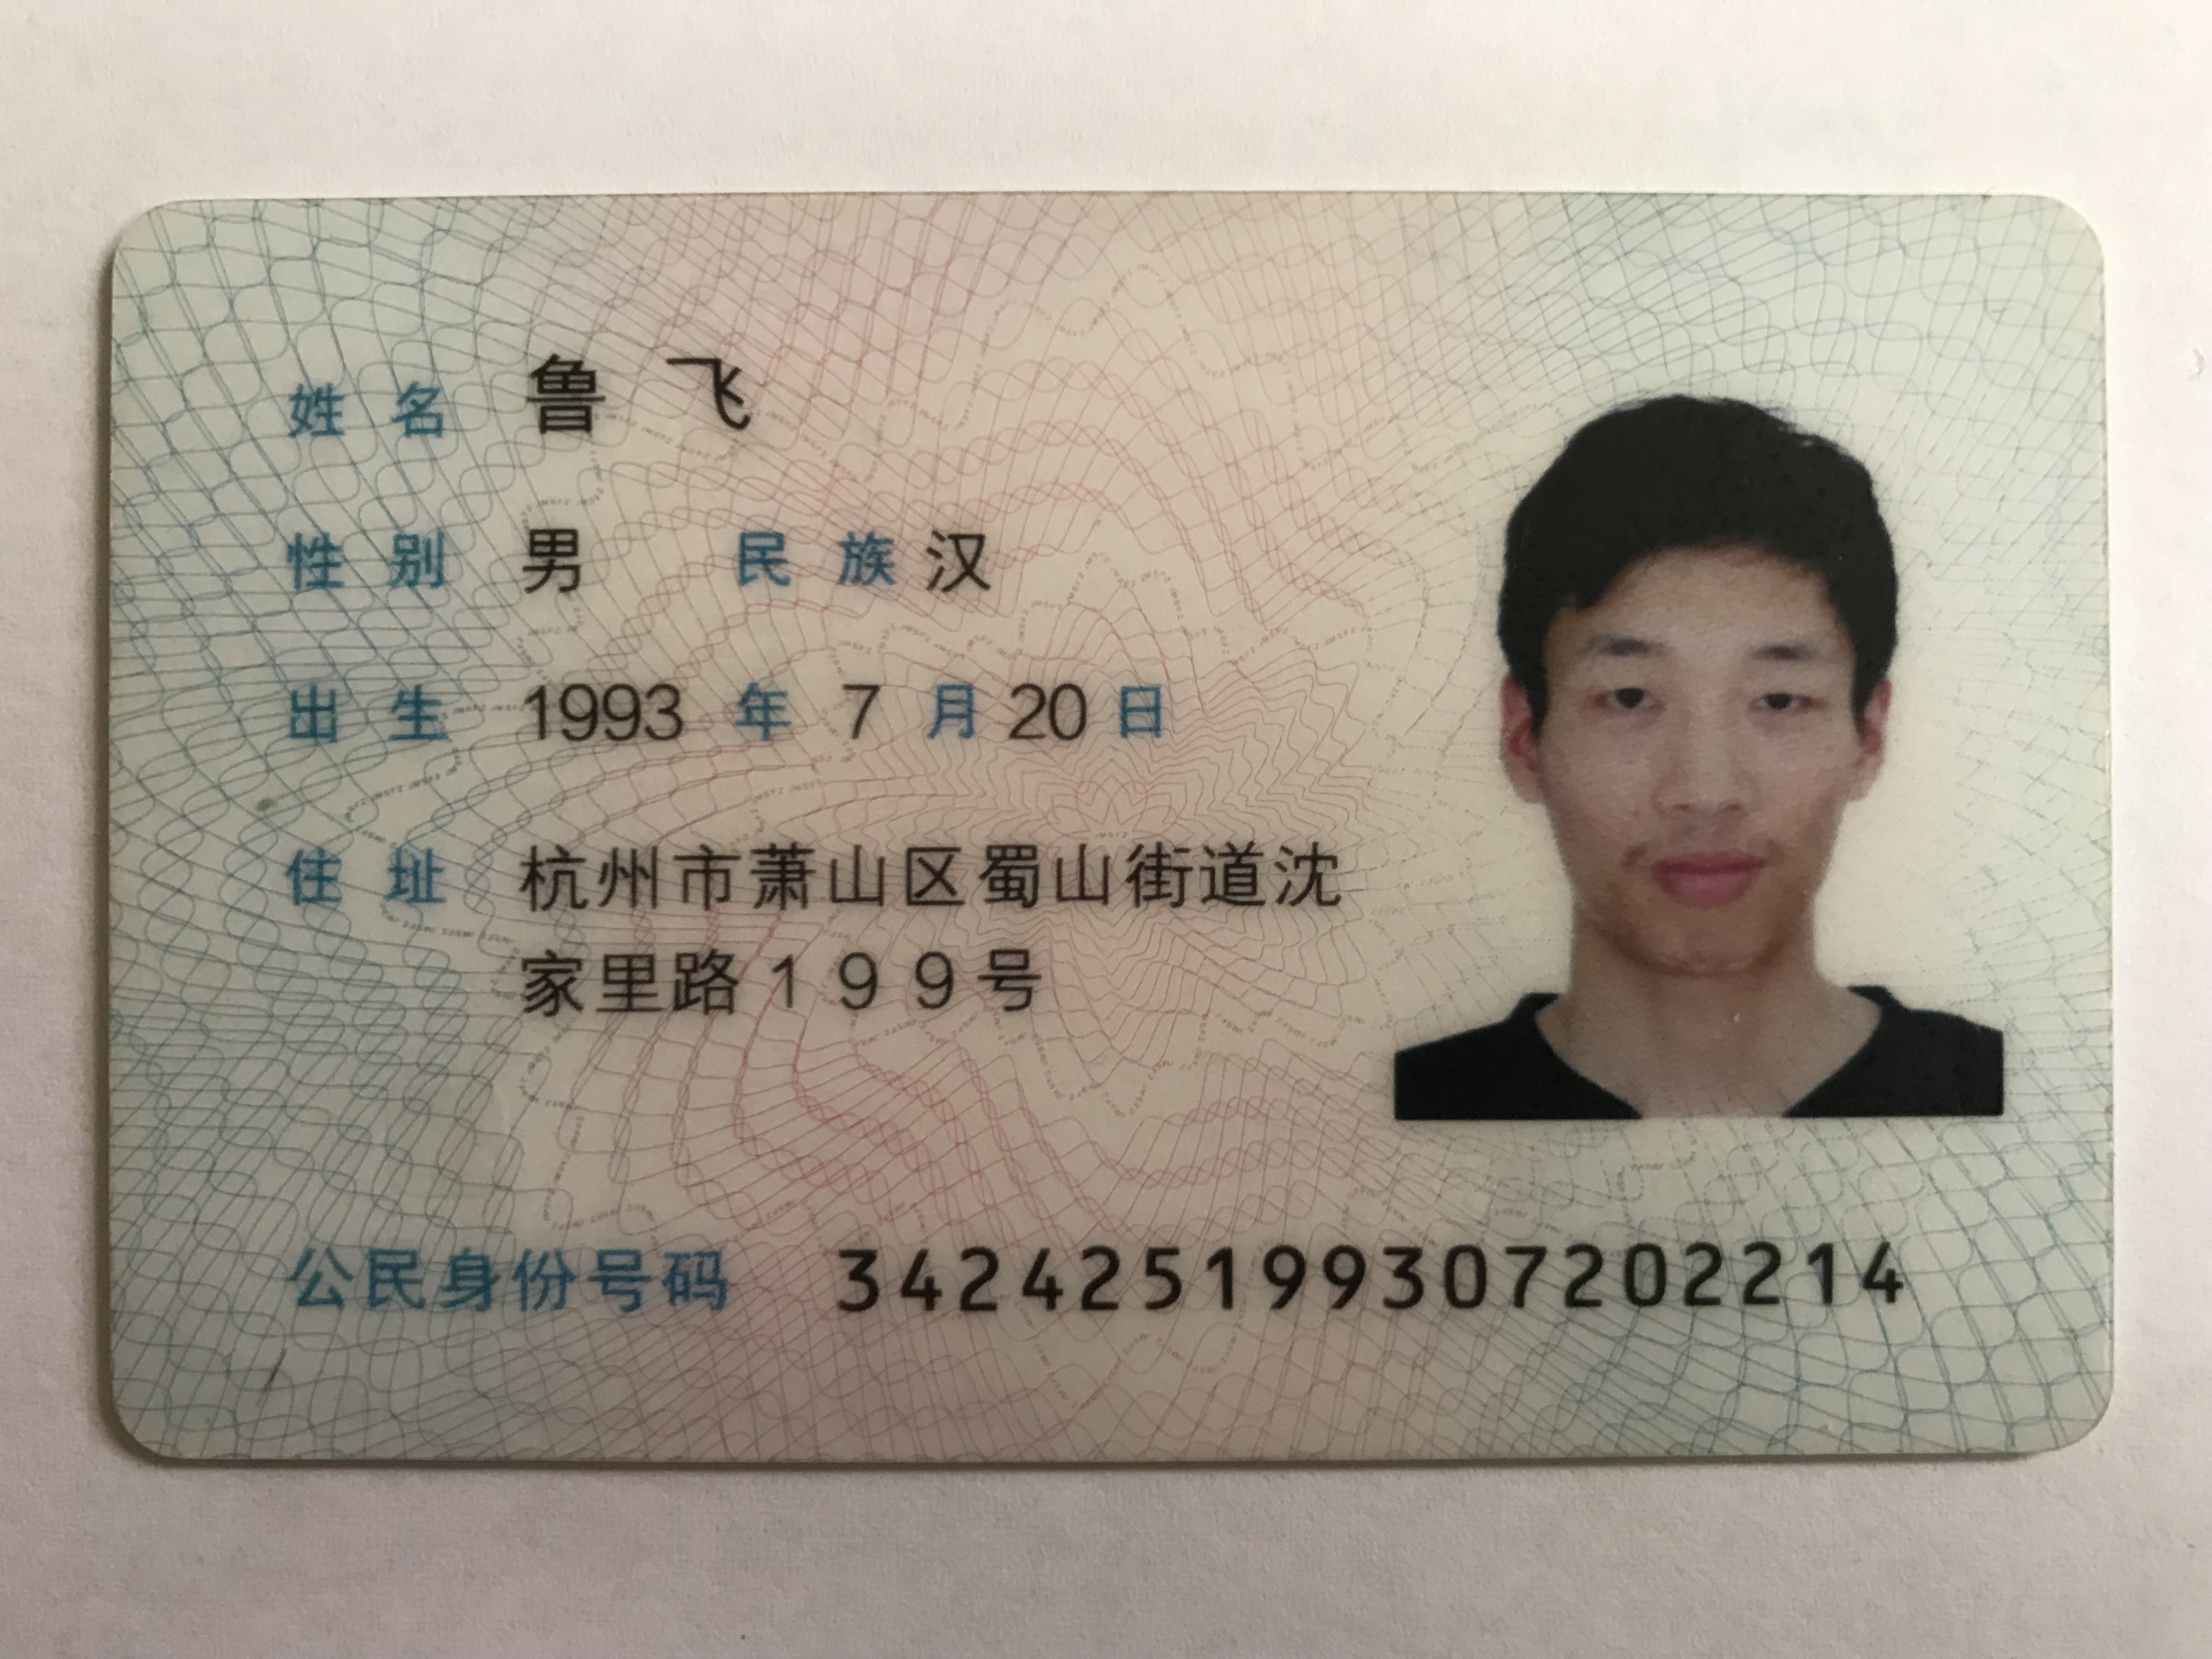 姓名 鲁飞
性别 男 民族 汉
出生 1993 年 7 月 20 日
住址 杭州市萧山区蜀山街道沈
家里路199号
公民身份号码 342425199307202214